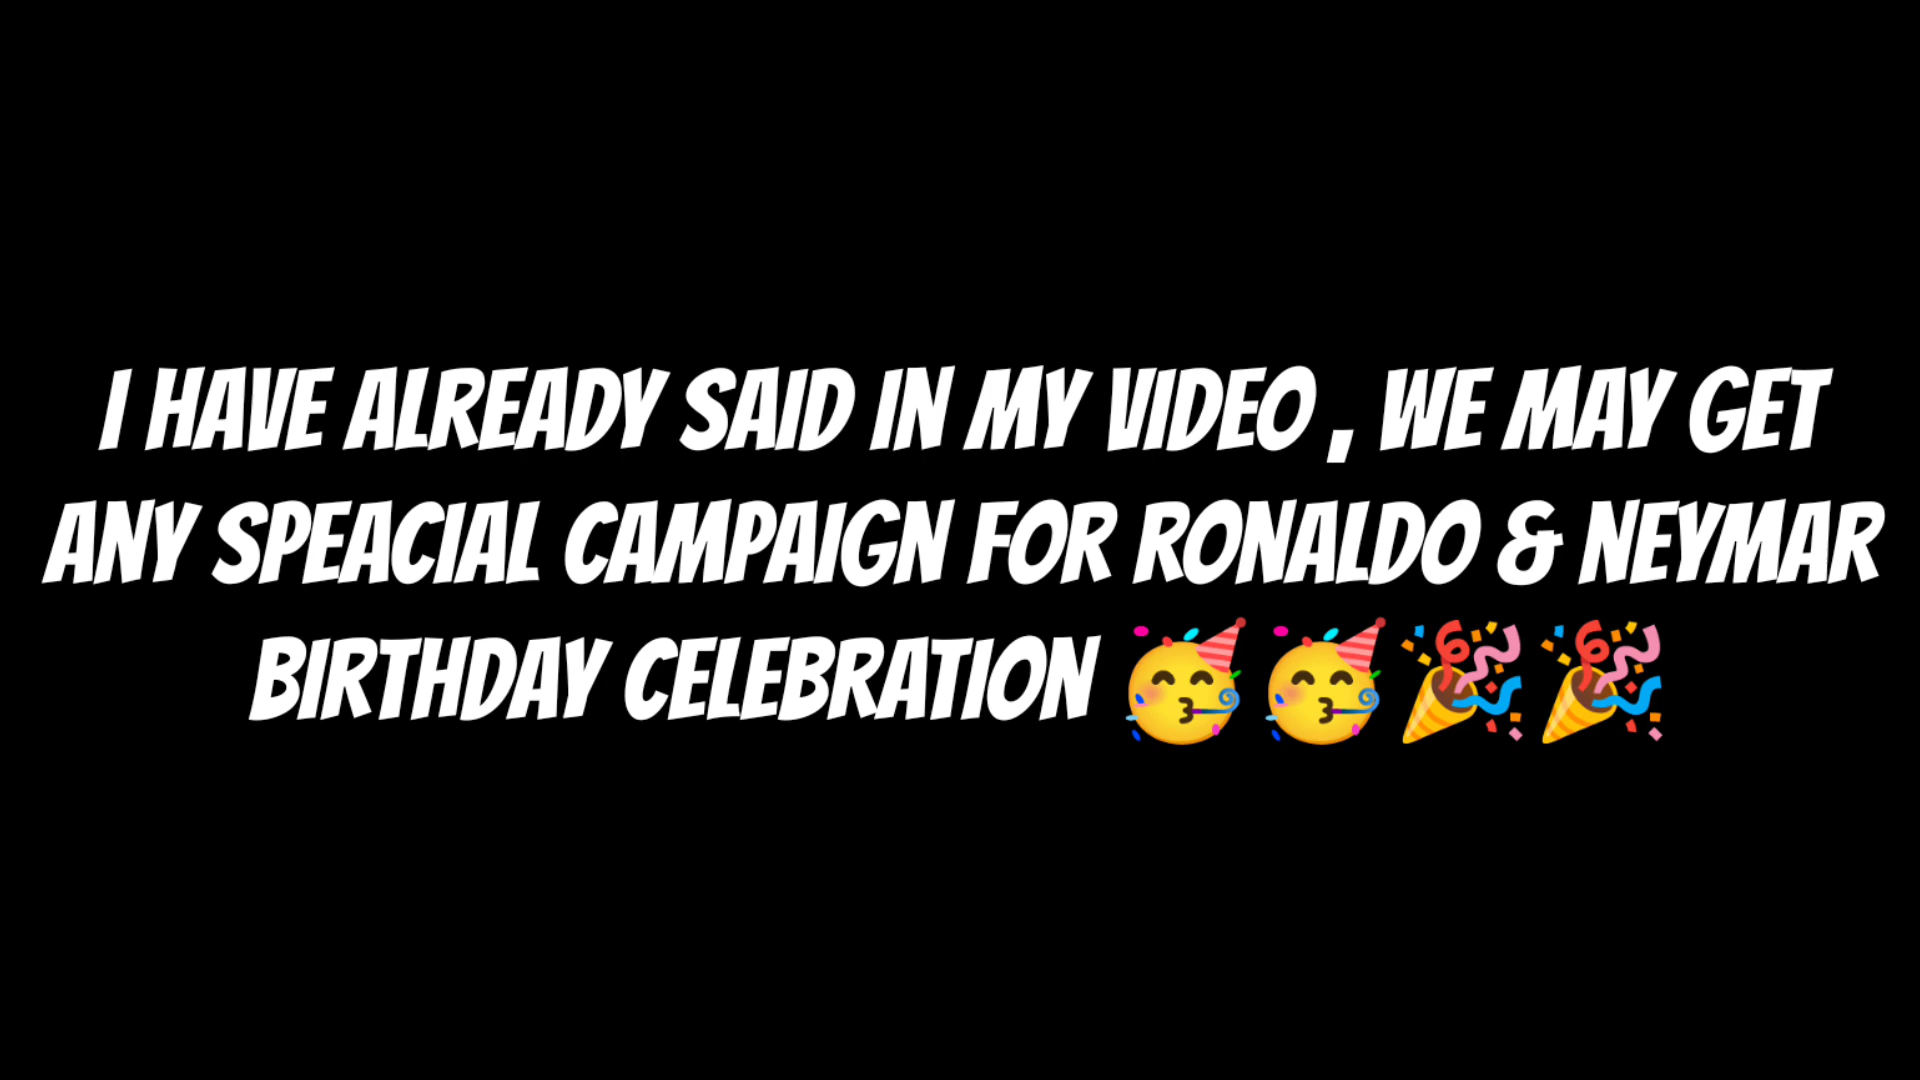 I HAVE ALREADY SAID IN MY VIDEO , WE MAY GET
ANY SPEACIAL CAMPAIGN FOR RONALDO & NEYMAR
BIRTHDAY CELEBRATION 🥳🥳🎉🎉